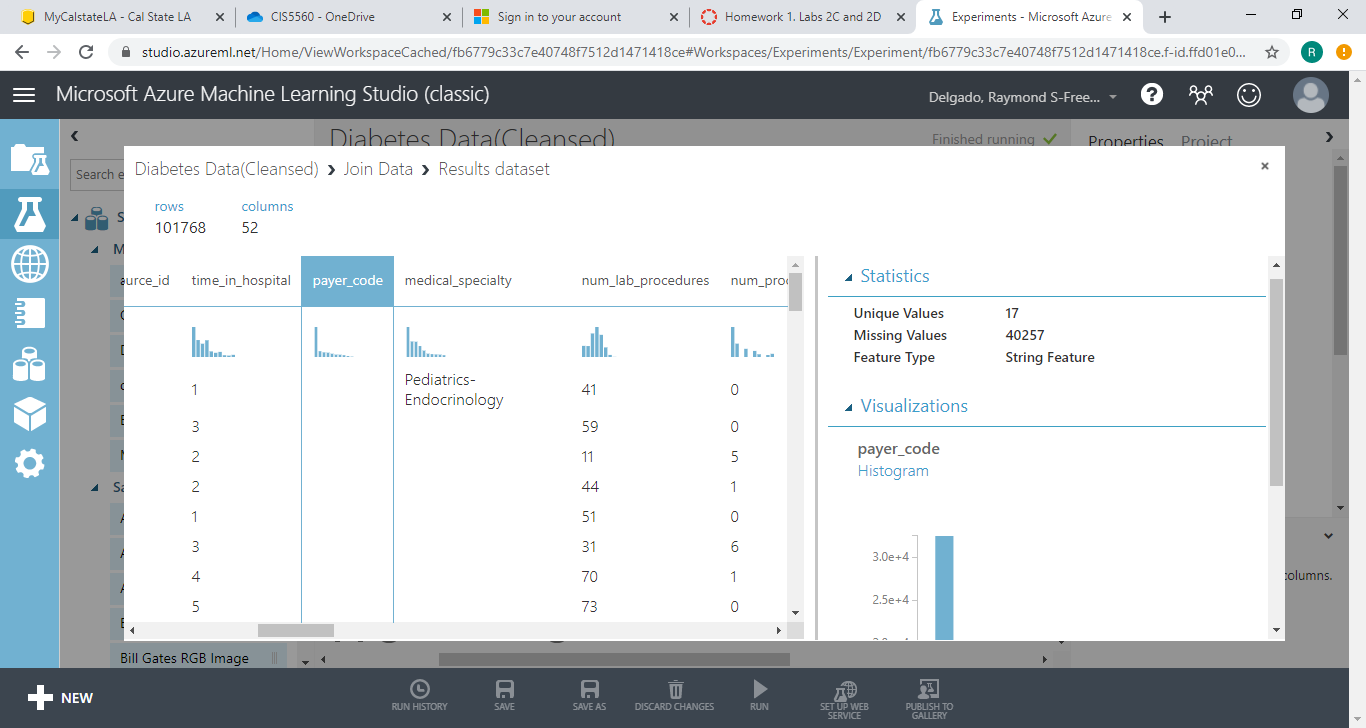 MyCalstateLA - Cal State LA
CIS5560 - OneDrive
Sign in to your account
Homework 1. Labs 2C and 2D
Experiments - Microsoft Azure
studio.azureml.net/Home/ViewWorkspaceCached/fb6779c33c7e40748f7512d1471418ce#Workspaces/Experiments/Experiment/fb6779c33c7e40748f7512d1471418ce.f-id.ffd01e0...
R
Microsoft Azure Machine Learning Studio (classic)
Delgado, Raymond S-Free...
Diabetes Data(Cleansed)
Finished running
Properties Project
Search e
Diabetes Data(Cleansed) > Join Data > Results dataset
rows columns
101768 52
ource_id time_in_hospital payer_code medical_specialty num_lab_procedures num_proc
1 Pediatrics-Endocrinology 41 0
3 59 0
2 11 5
2 44 1
1 51 0
3 31 6
4 70 1
5 73 0
Statistics
Unique Values 17
Missing Values 40257
Feature Type String Feature
Visualizations
payer_code
Histogram
3.0e+4
2.5e+4
columns.
Bill Gates RGB Image
NEW
RUN HISTORY
SAVE
SAVE AS
DISCARD CHANGES
RUN
SET UP WEB SERVICE
PUBLISH TO GALLERY